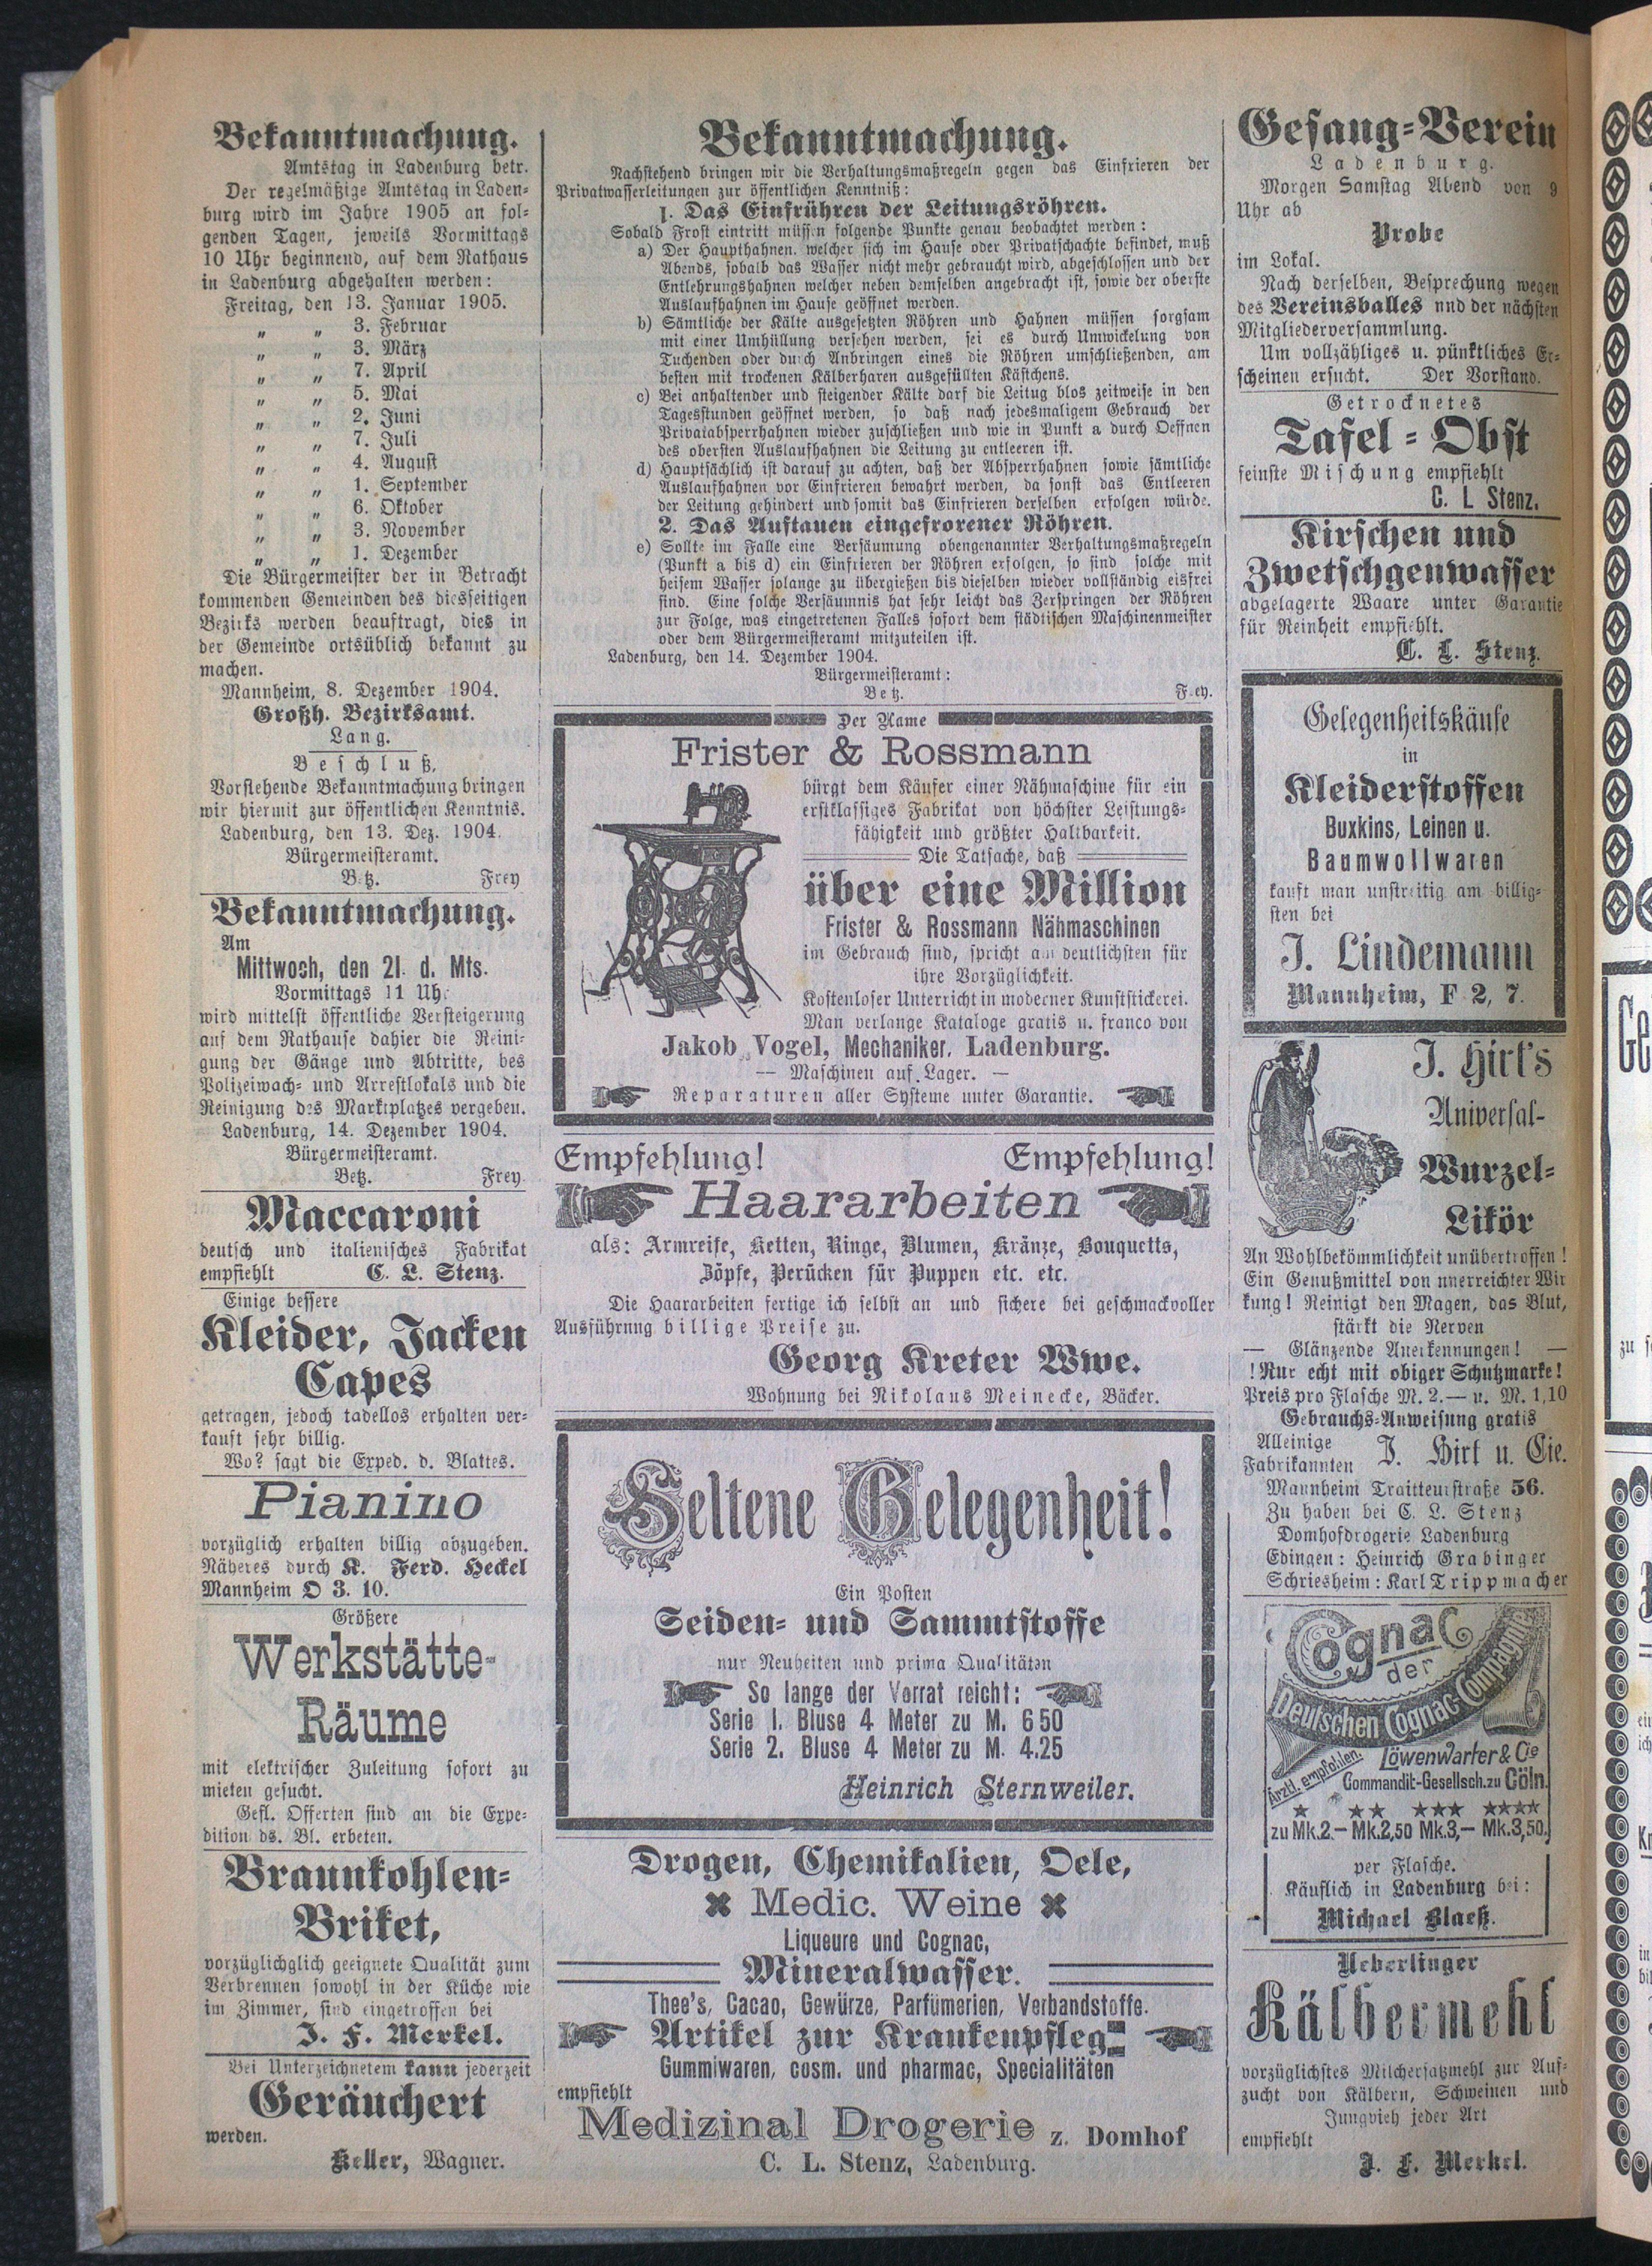 Bekanntmachung.
Amtstag in Ladenburg betr.
Der regelmäßige Amtstag in Laden-
burg wird im Jahre 1905 an fol-
genden Tagen, jeweils Vormittags
10 Uhr beginnend, auf dem Rathaus
in Ladenburg abgehalten werden:
Freitag, den 13. Januar 1905.
" " 3. Februar
" " 3. März
" " 7. April
" " 5. Mai
" " 2. Juni
" " 7. Juli
" " 4. August
" " 1. September
" " 6. Oktober
" " 3. November
" " 1. Dezember
Die Bürgermeister der in Betracht
kommenden Gemeinden des diesseitigen
Bezirks werden beauftragt, dies in
der Gemeinde ortsüblich bekannt zu
machen.
Mannheim, 8. Dezember 1904.
Großh. Bezirksamt.
Lang.
Beschluß.
Vorstehende Bekanntmachung bringen
wir hiermit zur öffentlichen Kenntnis.
Ladenburg, den 13. Dez. 1904.
Bürgermeisteramt.
Betz. Frey
Bekanntmachung.
Am
Mittwoch, den 21. d. Mts.
Vormittags 11 Uhr
wird mittelst öffentliche Versteigerung
auf dem Rathause dahier die Reini-
gung der Gänge und Abtritte, des
Polizeiwach- und Arrestlokals und die
Reinigung des Marktplatzes vergeben.
Ladenburg, 14. Dezember 1904.
Bürgermeisteramt.
Betz. Frey
Maccaroni
deutsch und italienisches Fabrikat
empfiehlt C. L. Stenz.
Einige bessere
Kleider, Jacken
Capes
getragen, jedoch tadellos erhalten ver-
kauft sehr billig.
Wo? sagt die Exped. d. Blattes.
Pianino
vorzüglich erhalten billig abzugeben.
Näheres durch K. Ferd. Heckel
Mannheim O 3. 10.
Größere
Werkstätte-
Räume
mit elektrischer Zuleitung sofort zu
mieten gesucht.
Gefl. Offerten sind an die Expe-
dition ds. Bl. erbeten.
Braunkohlen-
Briket,
vorzüglichglich geeignete Qualität zum
Verbrennen sowohl in der Küche wie
im Zimmer, sind eingetroffen bei
J. F. Merkel.
Bei Unterzeichnetem kann jederzeit
Geräuchert
werden.
Keller, Wagner.
Bekanntmachung.
Nachstehend bringen wir die Verhaltungsmaßregeln gegen das Einfrieren der
Privatwasserleitungen zur öffentlichen Kenntniß:
1. Das Einfrühren der Leitungsröhren.
Sobald Frost eintritt müssen folgende Punkte genau beobachtet werden:
a) Der Haupthahnen, welcher sich im Hause oder Privatschachte befindet, muß
Abends, sobalb das Wasser nicht mehr gebraucht wird, abgeschlossen und der
Entlehrungshahnen welcher neben demselben angebracht ist, sowie der oberste
Auslaufhahnen im Hause geöffnet werden.
b) Sämtliche der Kälte ausgesetzten Röhren und Hahnen müssen sorgsam
mit einer Umhüllung versehen werden, sei es durch Umwickelung von
Tuchenden oder durch Anbringen eines die Röhren umschließenden, am
besten mit trockenen Kälberharen ausgefüllten Kästchens.
c) Bei anhaltender und steigender Kälte darf die Leitug blos zeitweise in den
Tagesstunden geöffnet werden, so daß nach jedesmaligem Gebrauch der
Privatabsperrhahnen wieder zuschließen und wie in Punkt a durch Oeffnen
des obersten Auslaufhahnen die Leitung zu entleeren ist.
d) Hauptsächlich ist darauf zu achten, daß der Absperrhahnen sowie sämtliche
Auslaufhahnen vor Einfrieren bewahrt werden, da sonst das Entleeren
der Leitung gehindert und somit das Einfrieren derselben erfolgen würde.
2. Das Auftauen eingefrorener Röhren.
e) Sollte im Falle eine Versäumung obengenannter Verhaltungsmaßregeln
(Punkt a bis d) ein Einfrieren der Röhren erfolgen, so sind solche mit
heisem Wasser solange zu übergießen bis dieselben wieder vollständig eisfrei
sind. Eine solche Versäumnis hat sehr leicht das Zerspringen der Röhren
zur Folge, was eingetretenen Falles sofort dem städtischen Maschinenmeister
oder dem Bürgermeisteramt mitzuteilen ist.
Ladenburg, den 14. Dezember 1904.
Bürgermeisteramt:
Betz. Frey.
Der Name
Frister & Rossmann
bürgt dem Käufer einer Nähmaschine für ein
erstklassiges Fabrikat von höchster Leistungs-
fähigkeit und größter Haltbarkeit.
Die Tatsache, daß
über eine Million
Frister & Rossmann Nähmaschinen
im Gebrauch sind, spricht am deutlichsten für
ihre Vorzüglichkeit.
Kostenloser Unterricht in moderner Kunststickerei.
Man verlange Kataloge gratis u. franco von
Jakob Vogel, Mechaniker, Ladenburg.
— Maschinen auf Lager. —
Reparaturen aller Systeme unter Garantie.
Empfehlung! Empfehlung!
Haararbeiten
als: Armreife, Ketten, Ringe, Blumen, Kränze, Bouquetts,
Zöpfe, Perücken für Puppen etc. etc.
Die Haararbeiten fertige ich selbst an und sichere bei geschmackvoller
Ausführung billige Preise zu.
Georg Kreter Wwe.
Wohnung bei Nikolaus Meinecke, Bäcker.
Seltene Gelegenheit!
Ein Posten
Seiden- und Sammtstoffe
nur Neuheiten und prima Qualitäten
So lange der Vorrat reicht:
Serie 1. Bluse 4 Meter zu M. 6 50
Serie 2. Bluse 4 Meter zu M. 4.25
Heinrich Sternweiler.
Drogen, Chemikalien, Oele,
Medic. Weine
Liqueure und Cognac,
Mineralwasser.
Thee's, Cacao, Gewürze, Parfümerien, Verbandstoffe.
Artikel zur Krankenpfleg
Gummiwaren, cosm. und pharmac, Specialitäten
empfiehlt
Medizinal Drogerie z. Domhof
C. L. Stenz, Ladenburg.
Gesang-Verein
Ladenburg.
Morgen Samstag Abend von 9
Uhr ab
Probe
im Lokal.
Nach derselben, Besprechung wegen
des Vereinsballes nnd der nächsten
Mitgliederversammlung.
Um vollzähliges u. pünktliches Er-
scheinen ersucht. Der Vorstand.
Getrocknetes
Tafel-Obst
feinste Mischung empfiehlt
C. L Stenz.
Kirschen und
Zwetschgenwasser
abgelagerte Waare unter Garantie
für Reinheit empfiehlt.
C. L. Stenz.
Gelegenheitskäufe
in
Kleiderstoffen
Buxkins, Leinen u.
Baumwollwaren
kauft man unstreitig am billig-
sten bei
J. Lindemann
Mannheim, F 2, 7.
J. Hirt's
Universal-
Wurzel-
Likör
An Wohlbekömmlichkeit unübertroffen!
Ein Genußmittel von unerreichter Wir
kung! Reinigt den Magen, das Blut,
stärkt die Nerven
— Glänzende Anerkennungen! —
! Nur echt mit obiger Schutzmarke!
Preis pro Flasche M. 2.— u. M. 1,10
Gebrauchs-Anweisung gratis
Alleinige
Fabrikannten J. Hirt u. Cie.
Mannheim Traitteurstraße 56.
Zu haben bei C. L. Stenz
Domhofdrogerie Ladenburg
Edingen: Heinrich Grabinger
Schriesheim: Karl Trippmacher
Cognac
der
Deutschen Cognac-Compagnie
Ärztl. empfohlen.
Löwenwarter & Cie
Commandit-Gesellsch. zu Cöln.
★ ★★ ★★★ ★★★★
zu Mk. 2.— Mk. 2,50 Mk. 3,— Mk. 3,50.
per Flasche.
Käuflich in Ladenburg bei:
Michael Blaeß.
Ueberlinger
Kälbermehl
vorzüglichstes Milchersatzmehl zur Auf-
zucht von Kälbern, Schweinen und
Jungvieh jeder Art
empfiehlt
J. F. Merkel.
Ge